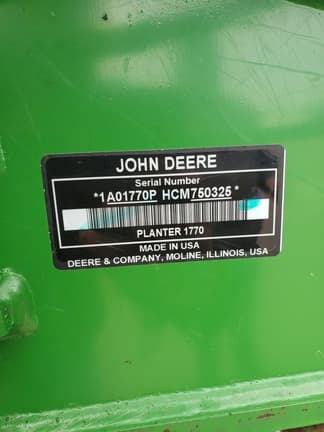 JOHN DEERE
Serial Number
*1A01770P HCM750325*
PLANTER 1770
MADE IN USA
DEERE & COMPANY, MOLINE, ILLINOIS, USA